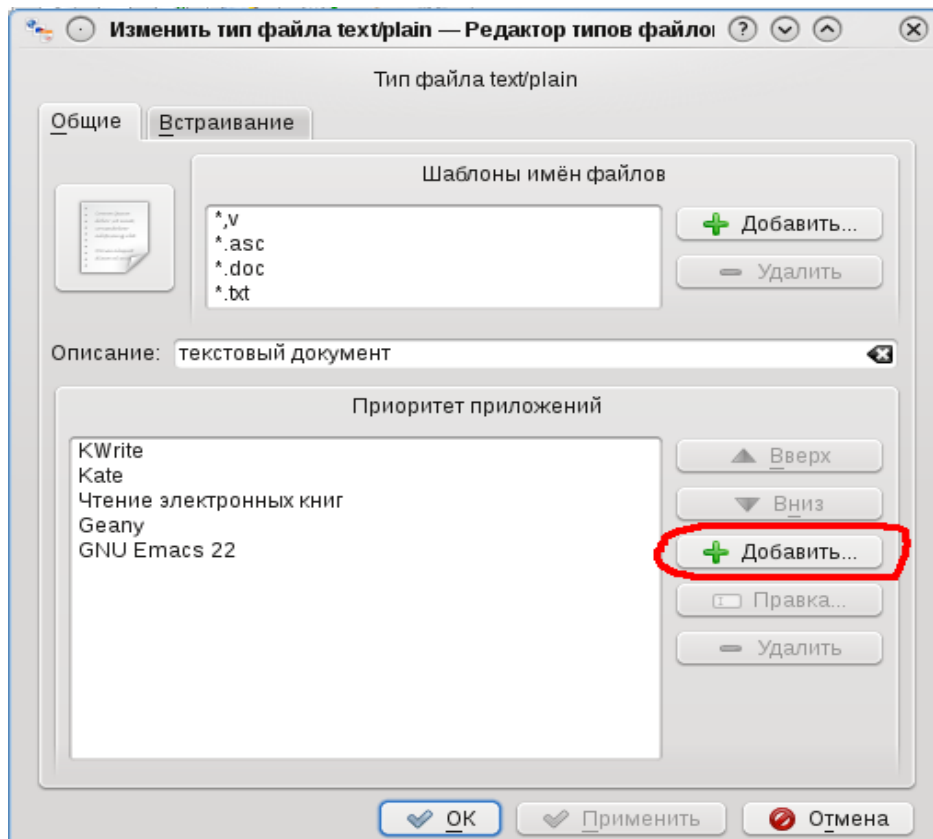 Изменить тип файла text/plain — Редактор типов файлов
Тип файла text/plain
Общие
Встраивание
Шаблоны имён файлов
*,v
*.asc
*.doc
*.txt
Добавить...
Удалить
Описание: текстовый документ
Приоритет приложений
KWrite
Kate
Чтение электронных книг
Geany
GNU Emacs 22
Вверх
Вниз
Добавить...
Правка...
Удалить
OK
Применить
Отмена